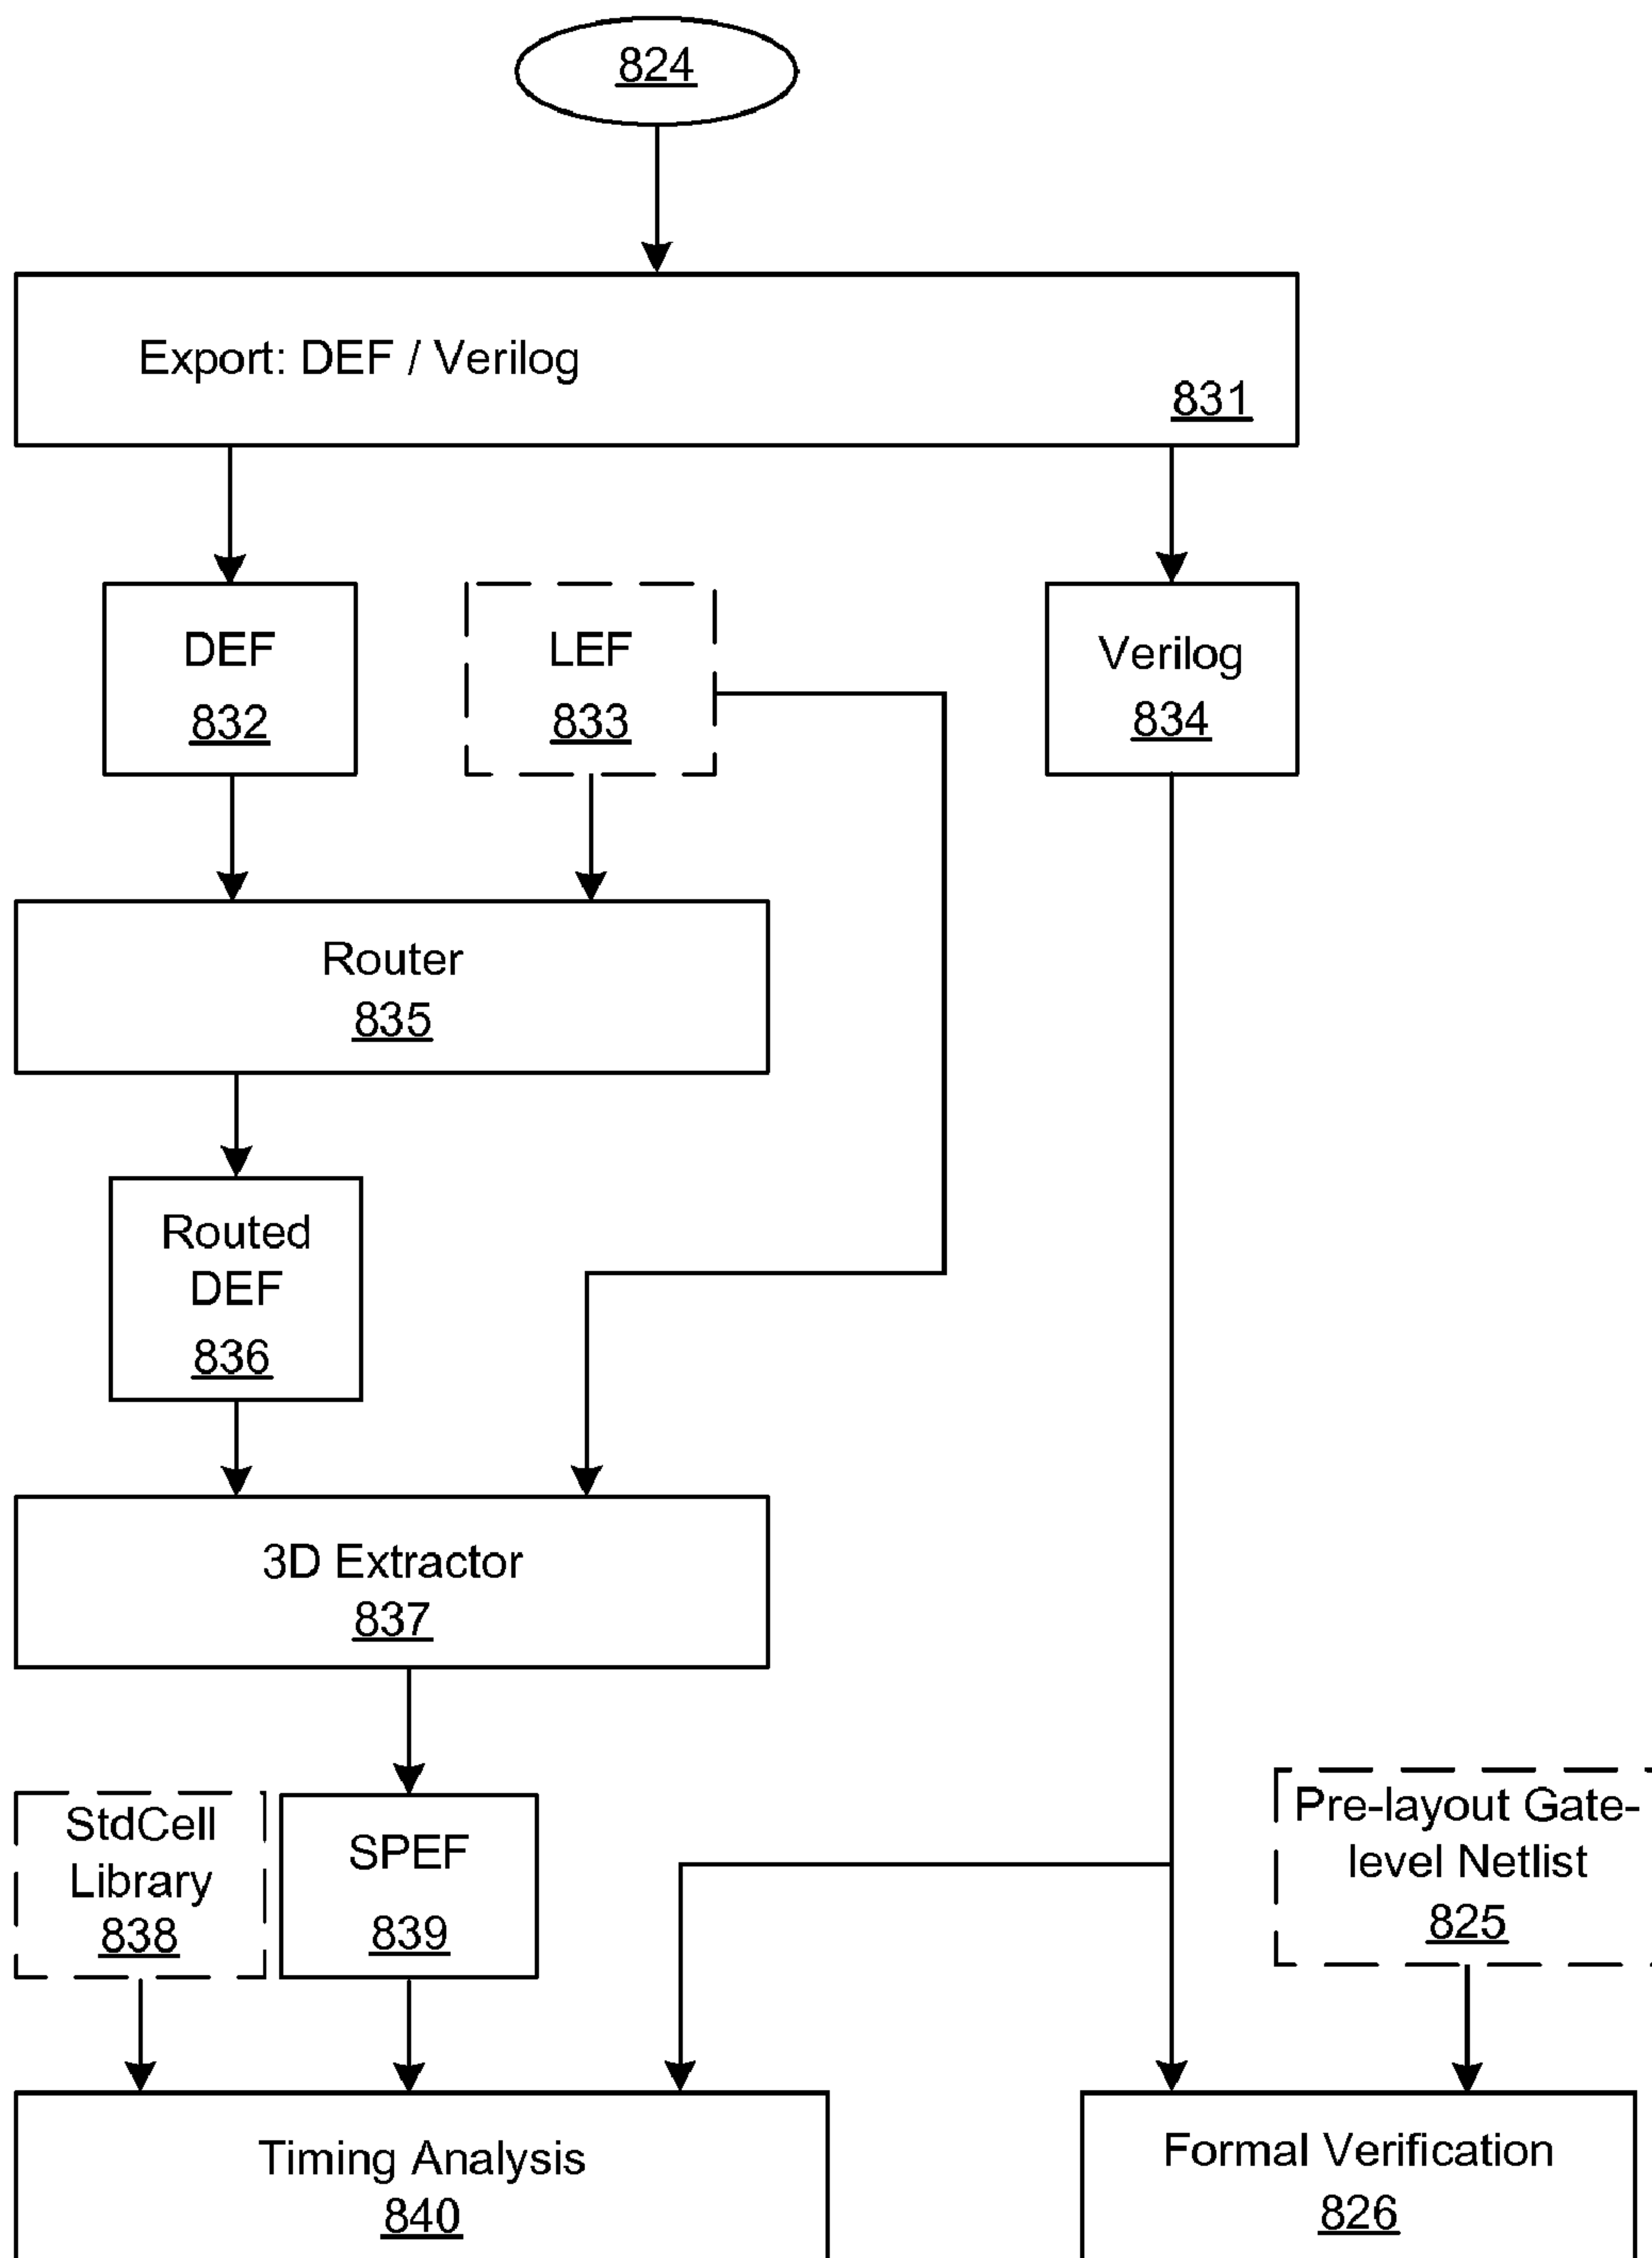 824
Export: DEF / Verilog
831
DEF
832
LEF
833
Verilog
834
Router
835
Routed
DEF
836
3D Extractor
837
StdCell
Library
838
SPEF
839
Pre-layout Gate-
level Netlist
825
Timing Analysis
840
Formal Verification
826